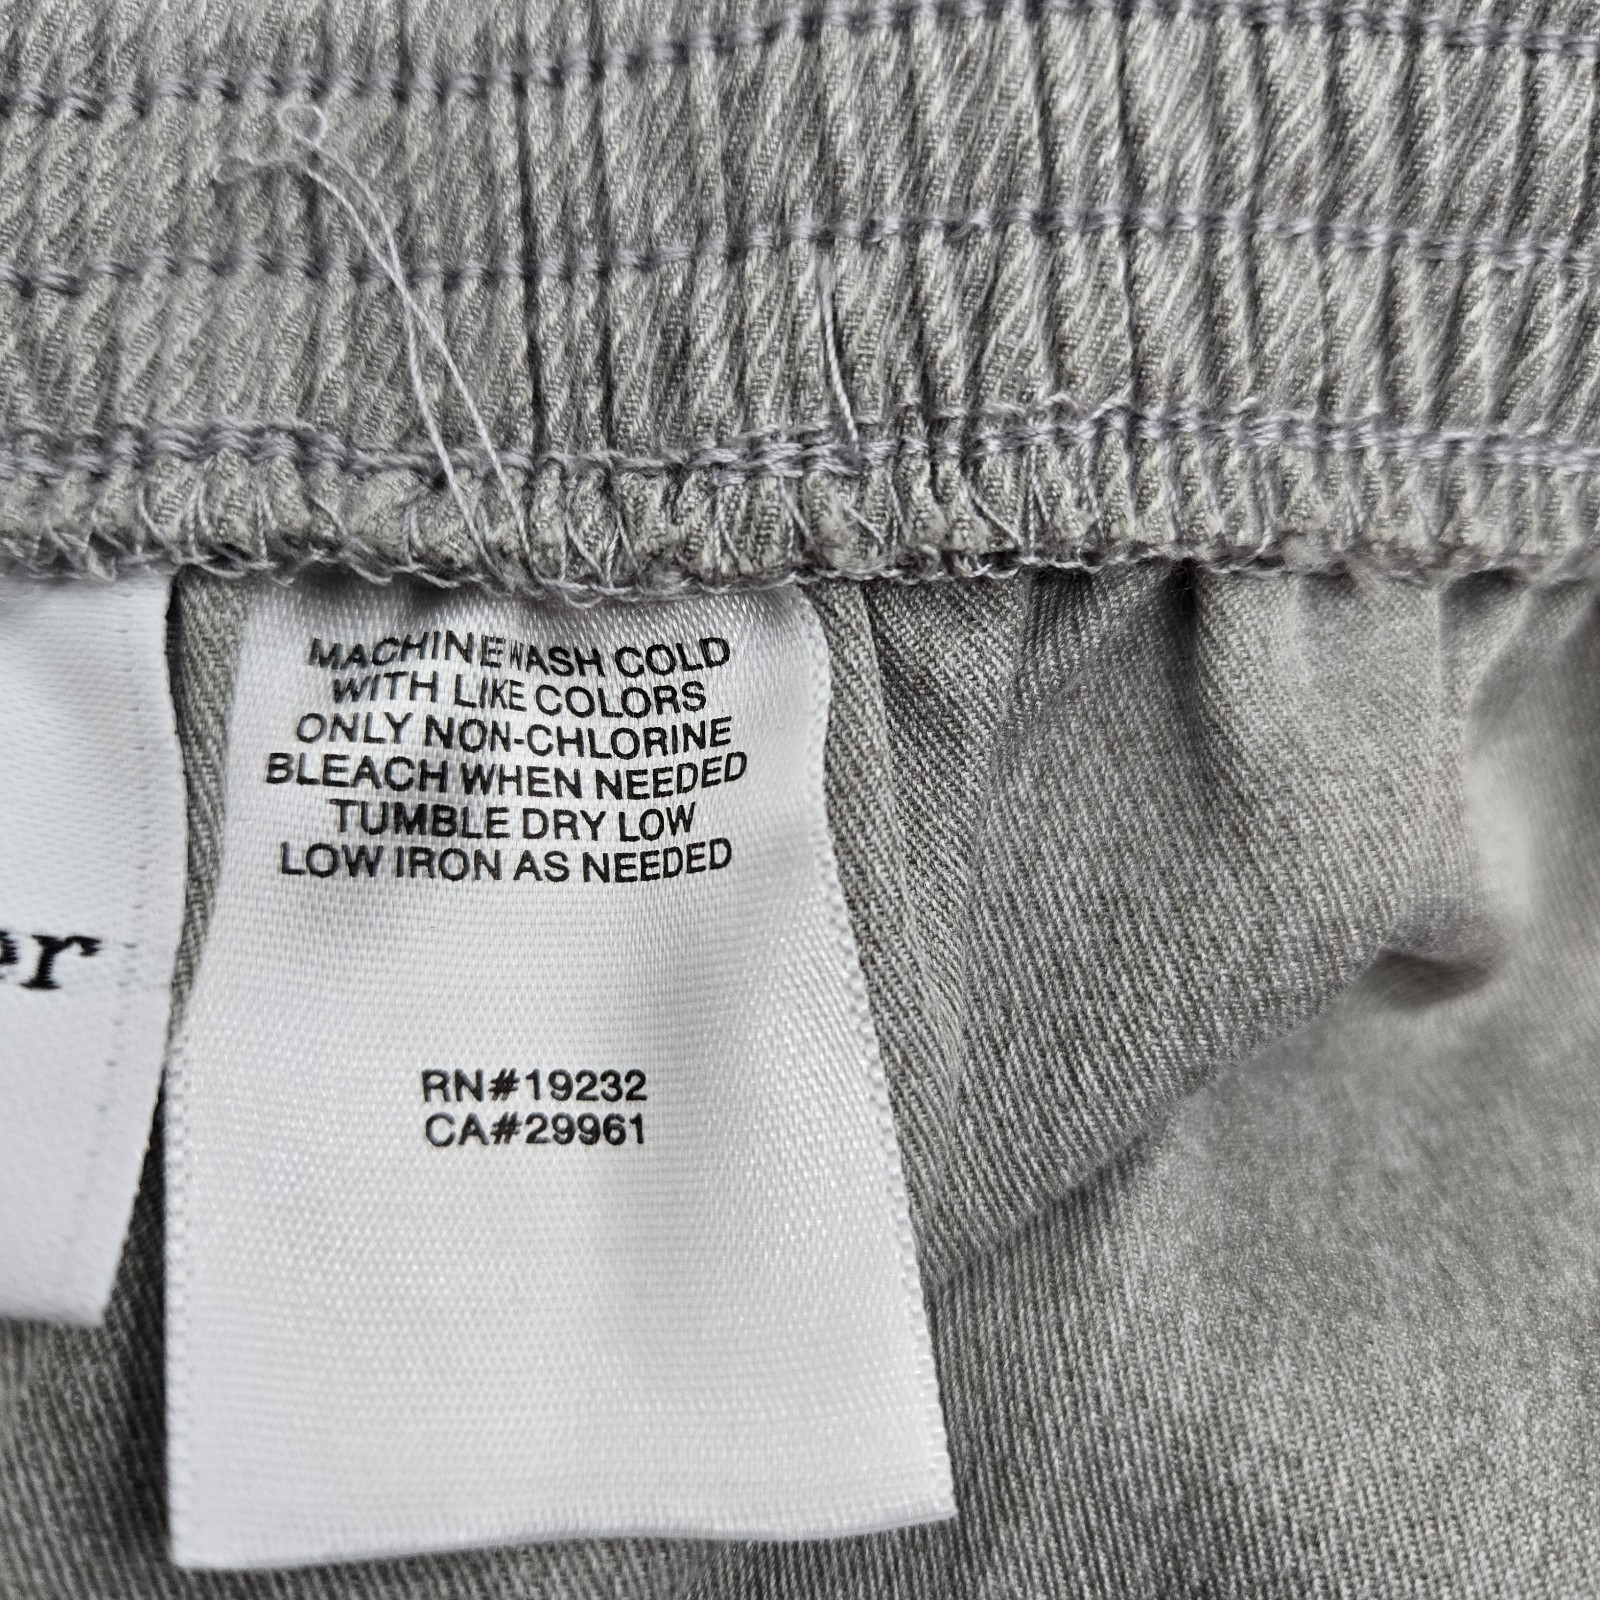 MACHINE WASH COLD
WITH LIKE COLORS
ONLY NON-CHLORINE
BLEACH WHEN NEEDED
TUMBLE DRY LOW
LOW IRON AS NEEDED
er
RN#19232
CA#29961